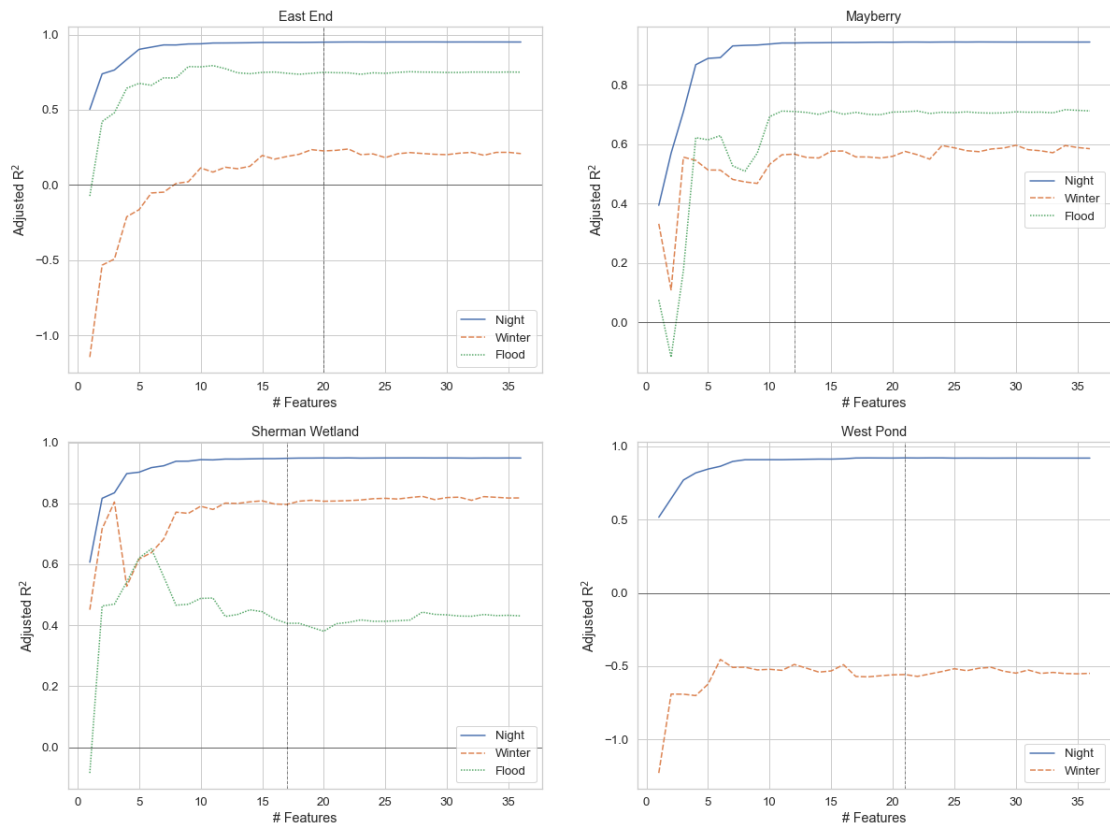 East End
1.0
0.5
0.0
−0.5
−1.0
Adjusted R²
0 5 10 15 20 25 30 35
# Features
Night
Winter
Flood
Mayberry
0.8
0.6
0.4
0.2
0.0
Adjusted R²
0 5 10 15 20 25 30 35
# Features
Night
Winter
Flood
Sherman Wetland
1.0
0.8
0.6
0.4
0.2
0.0
Adjusted R²
0 5 10 15 20 25 30 35
# Features
Night
Winter
Flood
West Pond
1.0
0.5
0.0
−0.5
−1.0
Adjusted R²
0 5 10 15 20 25 30 35
# Features
Night
Winter